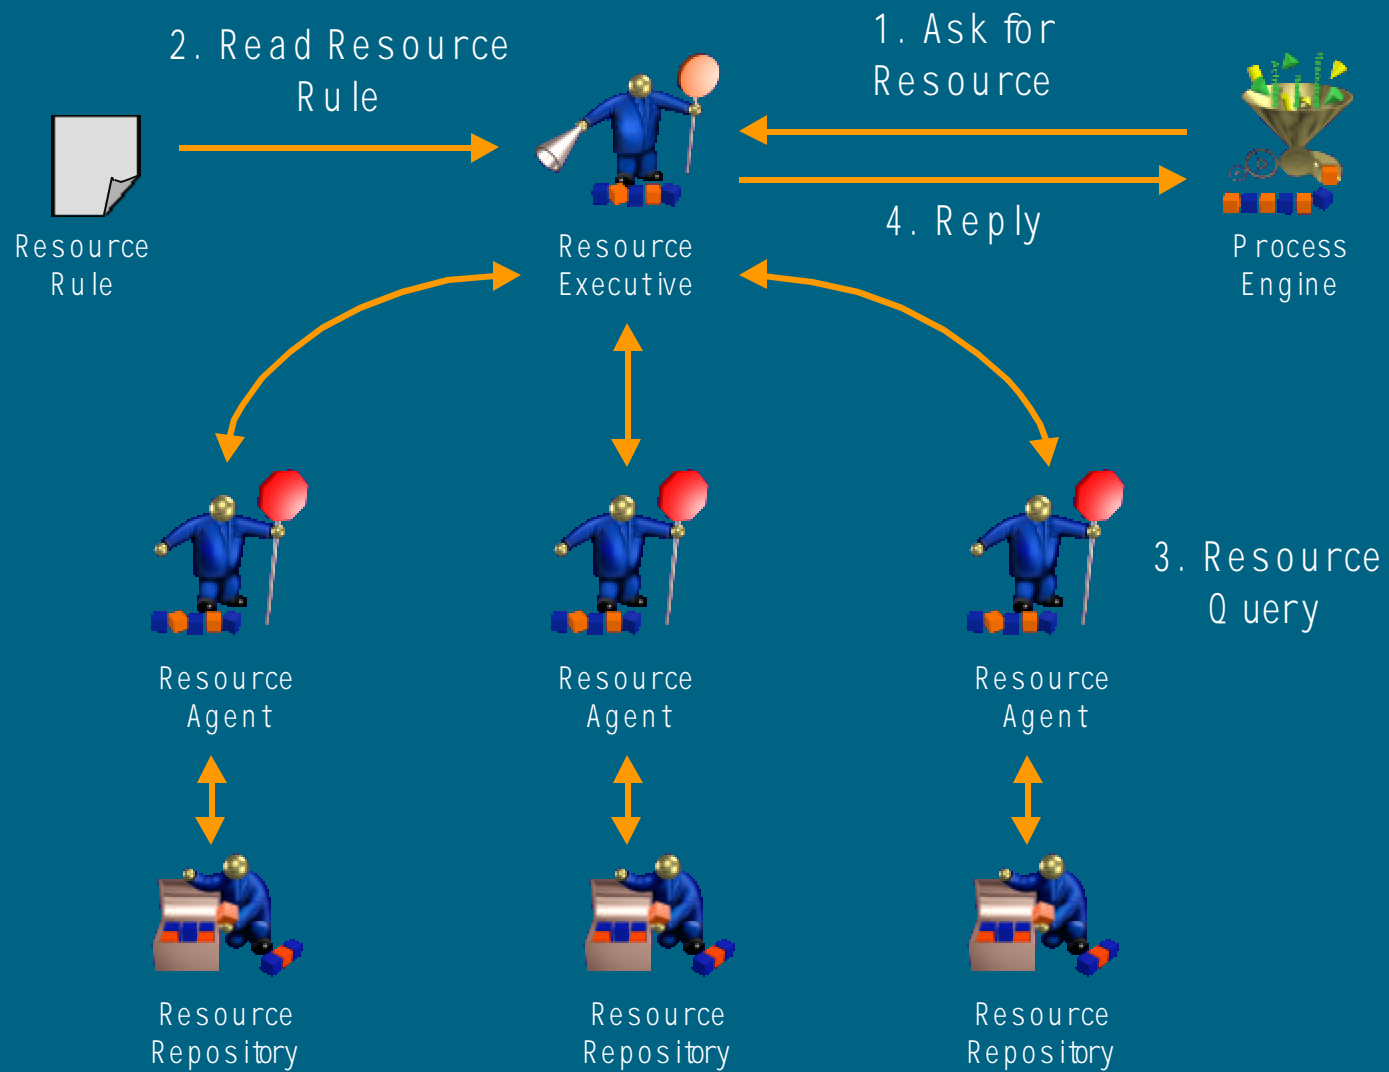 2. Read Resource
Rule
1. Ask for
Resource
4. Reply
Resource
Rule
Resource
Executive
Process
Engine
3. Resource
Query
Resource
Agent
Resource
Agent
Resource
Agent
Resource
Repository
Resource
Repository
Resource
Repository